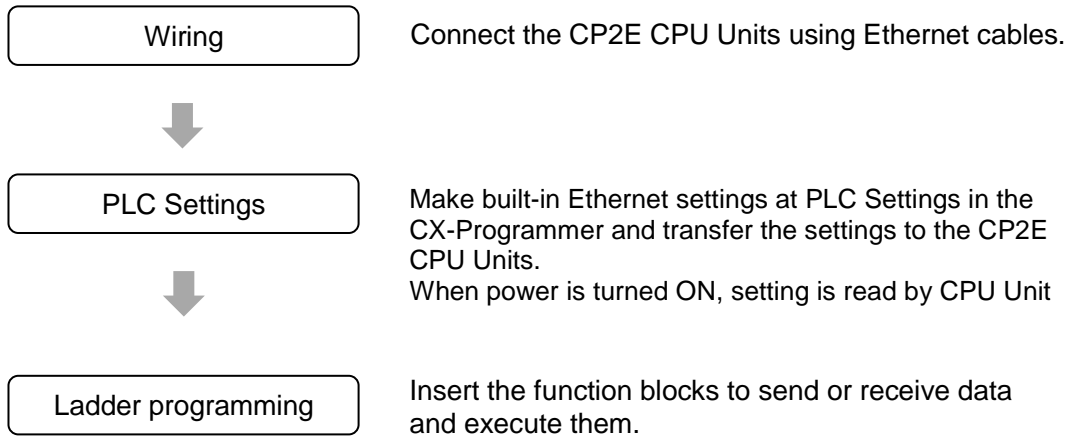 Wiring
Connect the CP2E CPU Units using Ethernet cables.
PLC Settings
Make built-in Ethernet settings at PLC Settings in the
CX-Programmer and transfer the settings to the CP2E
CPU Units.
When power is turned ON, setting is read by CPU Unit
Ladder programming
Insert the function blocks to send or receive data
and execute them.